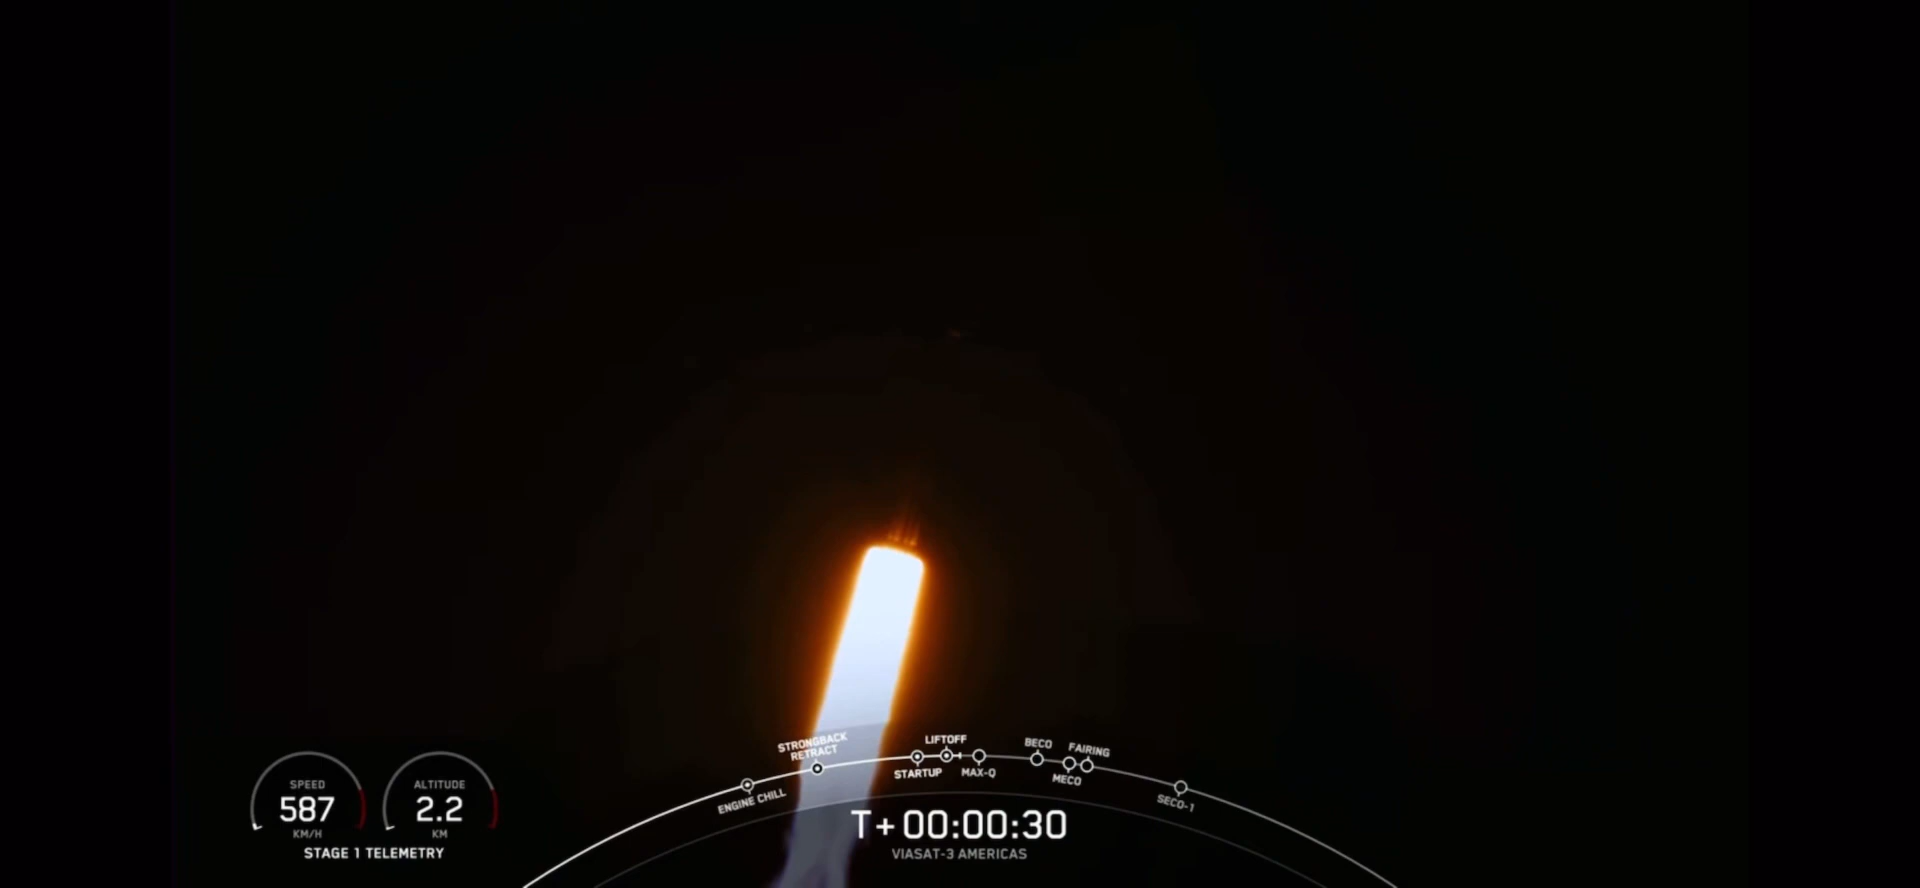 STRONGBACK
RETRACT
LIFTOFF
BECO
FAIRING
ENGINE CHILL
STARTUP
MAX-Q
MECO
SECO-1
SPEED
587
KM/H
ALTITUDE
2.2
KM
STAGE 1 TELEMETRY
T+00:00:30
VIASAT-3 AMERICAS